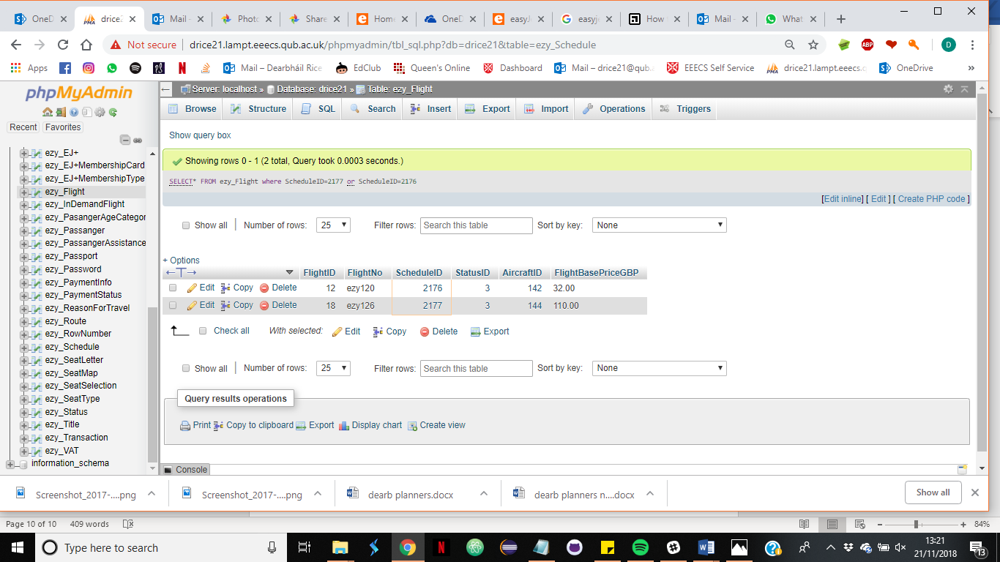 OneD
drice2
Mail -
Photo
Share
Home
OneD
easyJ
easyje
How
Mail -
What
Not secure
drice21.lampt.eeecs.qub.ac.uk/phpmyadmin/tbl_sql.php?db=drice21&table=ezy_Schedule
D
Apps
Mail – Dearbháil Rice
EdClub
Queen's Online
Dashboard
Mail – drice21@qub.
EEECS Self Service
drice21.lampt.eeecs.q
OneDrive
»
phpMyAdmin
Recent
Favorites
ezy_EJ+
ezy_EJ+MembershipCard
ezy_EJ+MembershipType
ezy_Flight
ezy_InDemandFlight
ezy_PasangerAgeCategor
ezy_Passanger
ezy_PassangerAssistance
ezy_Passport
ezy_Password
ezy_PaymentInfo
ezy_PaymentStatus
ezy_ReasonForTravel
ezy_Route
ezy_RowNumber
ezy_Schedule
ezy_SeatLetter
ezy_SeatMap
ezy_SeatSelection
ezy_SeatType
ezy_Status
ezy_Title
ezy_Transaction
ezy_VAT
information_schema
Server: localhost » Database: drice21 » Table: ezy_Flight
Browse Structure SQL Search Insert Export Import Operations Triggers
Show query box
Showing rows 0 - 1 (2 total, Query took 0.0003 seconds.)
SELECT* FROM ezy_Flight where ScheduleID=2177 or ScheduleID=2176
[Edit inline] [ Edit ] [ Create PHP code ]
Show all Number of rows: 25 Filter rows: Search this table Sort by key: None
+ Options
FlightID FlightNo ScheduleID StatusID AircraftID FlightBasePriceGBP
Edit Copy Delete 12 ezy120 2176 3 142 32.00
Edit Copy Delete 18 ezy126 2177 3 144 110.00
Check all With selected: Edit Copy Delete Export
Show all Number of rows: 25 Filter rows: Search this table Sort by key: None
Query results operations
Print Copy to clipboard Export Display chart Create view
Console
Screenshot_2017-....png
Screenshot_2017-....png
dearb planners.docx
dearb planners n....docx
Show all
Page 10 of 10 409 words
84%
Type here to search
13:21
21/11/2018
13